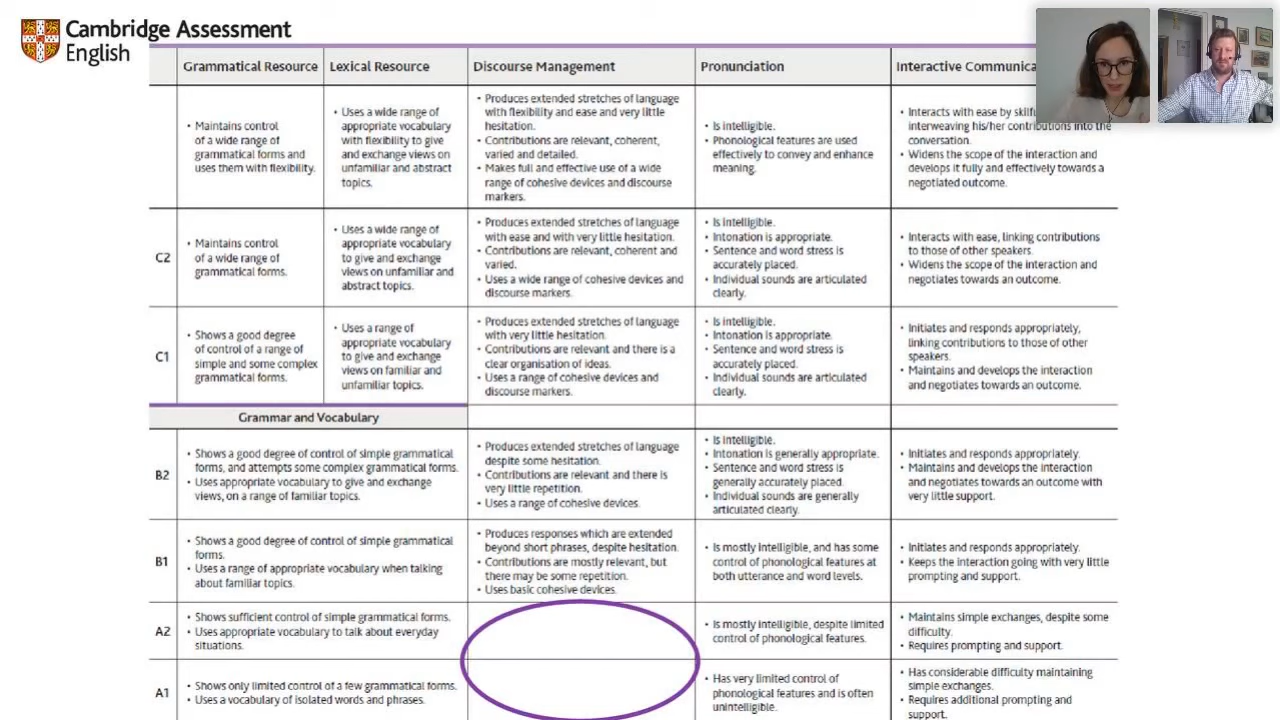 Cambridge Assessment
English
Grammatical Resource
Lexical Resource
Discourse Management
Pronunciation
Interactive
• Maintains control
of a wide range of
grammatical forms and
uses them with flexibility.
• Uses a wide range of
appropriate vocabulary
with flexibility to give
and exchange views on
unfamiliar and abstract
topics.
• Produces extended stretches of language
with flexibility and ease and very little
hesitation.
• Contributions are relevant, coherent,
varied and detailed.
• Makes full and effective use of a wide
range of cohesive devices and discourse
markers.
• Is intelligible.
• Phonological features are used
effectively to convey and enhance
meaning.
• Interacts with ease by
interweaving his/her contributions into the
conversation.
• Widens the scope of the interaction and
develops it fully and effectively towards a
negotiated outcome.
C2
• Maintains control
of a wide range of
grammatical forms.
• Uses a wide range of
appropriate vocabulary
to give and exchange
views on unfamiliar and
abstract topics.
• Produces extended stretches of language
with ease and with very little hesitation.
• Contributions are relevant, coherent and
varied.
• Uses a wide range of cohesive devices and
discourse markers.
• Is intelligible.
• Intonation is appropriate.
• Sentence and word stress is
accurately placed.
• Individual sounds are articulated
clearly.
• Interacts with ease, linking contributions
to those of other speakers.
• Widens the scope of the interaction and
negotiates towards an outcome.
C1
• Shows a good degree
of control of a range of
simple and some complex
grammatical forms.
• Uses a range of
appropriate vocabulary
to give and exchange
views on familiar and
unfamiliar topics.
• Produces extended stretches of language
with very little hesitation.
• Contributions are relevant and there is a
clear organisation of ideas.
• Uses a range of cohesive devices and
discourse markers.
• Is intelligible.
• Intonation is appropriate.
• Sentence and word stress is
accurately placed.
• Individual sounds are articulated
clearly.
• Initiates and responds appropriately,
linking contributions to those of other
speakers.
• Maintains and develops the interaction
and negotiates towards an outcome.
Grammar and Vocabulary
B2
• Shows a good degree of control of simple grammatical
forms, and attempts some complex grammatical forms.
• Uses appropriate vocabulary to give and exchange
views, on a range of familiar topics.
• Produces extended stretches of language
despite some hesitation.
• Contributions are relevant and there is
very little repetition.
• Uses a range of cohesive devices.
• Is intelligible.
• Intonation is generally appropriate.
• Sentence and word stress is
generally accurately placed.
• Individual sounds are generally
articulated clearly.
• Initiates and responds appropriately.
• Maintains and develops the interaction
and negotiates towards an outcome with
very little support.
B1
• Shows a good degree of control of simple grammatical
forms.
• Uses a range of appropriate vocabulary when talking
about familiar topics.
• Produces responses which are extended
beyond short phrases, despite hesitation.
• Contributions are mostly relevant, but
there may be some repetition.
• Uses basic cohesive devices.
• Is mostly intelligible, and has some
control of phonological features at
both utterance and word levels.
• Initiates and responds appropriately.
• Keeps the interaction going with very little
prompting and support.
A2
• Shows sufficient control of simple grammatical forms.
• Uses appropriate vocabulary to talk about everyday
situations.
• Is mostly intelligible, despite limited
control of phonological features.
• Maintains simple exchanges, despite some
difficulty.
• Requires prompting and support.
A1
• Shows only limited control of a few grammatical forms.
• Uses a vocabulary of isolated words and phrases.
• Has very limited control of
phonological features and is often
unintelligible.
• Has considerable difficulty maintaining
simple exchanges.
• Requires additional prompting and
support.